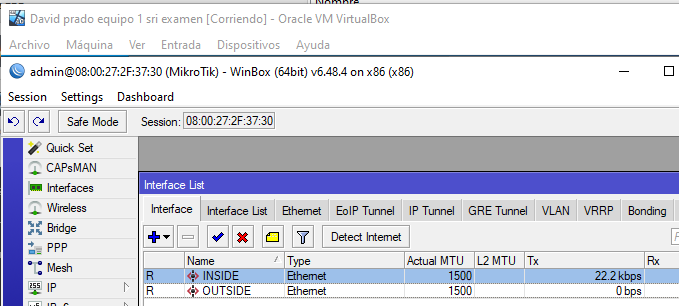 Nombre
David prado equipo 1 sri examen [Corriendo] - Oracle VM VirtualBox
Archivo Máquina Ver Entrada Dispositivos Ayuda
admin@08:00:27:2F:37:30 (MikroTik) - WinBox (64bit) v6.48.4 on x86 (x86)
Session Settings Dashboard
Safe Mode Session: 08:00:27:2F:37:30
Quick Set
CAPsMAN
Interfaces
Wireless
Bridge
PPP
Mesh
IP
Interface List
Interface Interface List Ethernet EoIP Tunnel IP Tunnel GRE Tunnel VLAN VRRP Bonding
Detect Internet
Name Type Actual MTU L2 MTU Tx Rx
R INSIDE Ethernet 1500 22.2 kbps
R OUTSIDE Ethernet 1500 0 bps